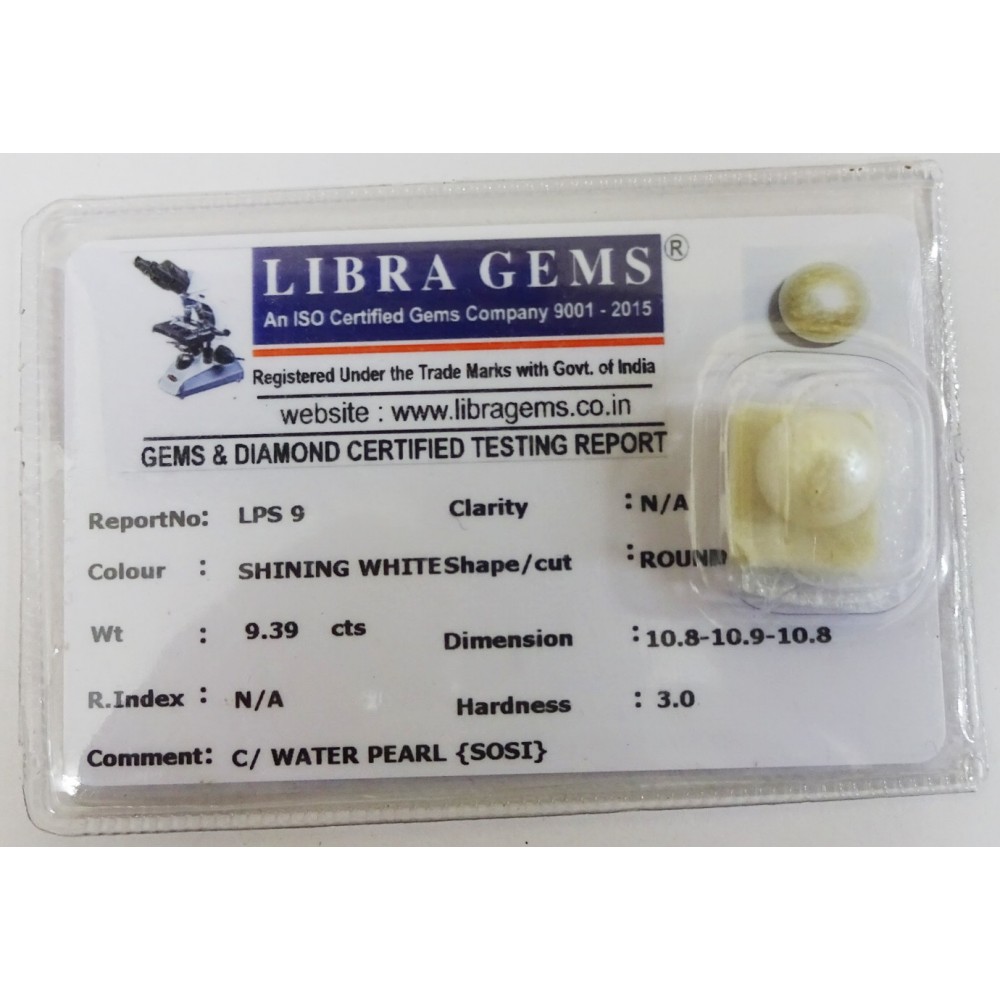 LIBRA GEMS ®
An ISO Certified Gems Company 9001 - 2015
Registered Under the Trade Marks with Govt. of India
website : www.libragems.co.in
GEMS & DIAMOND CERTIFIED TESTING REPORT
ReportNo: LPS 9 Clarity : N/A
Colour : SHINING WHITE Shape/cut :
Wt : 9.39 cts Dimension : 10.8-10.9-10.8
R.Index : N/A Hardness : 3.0
Comment: C/ WATER PEARL {SOSI}